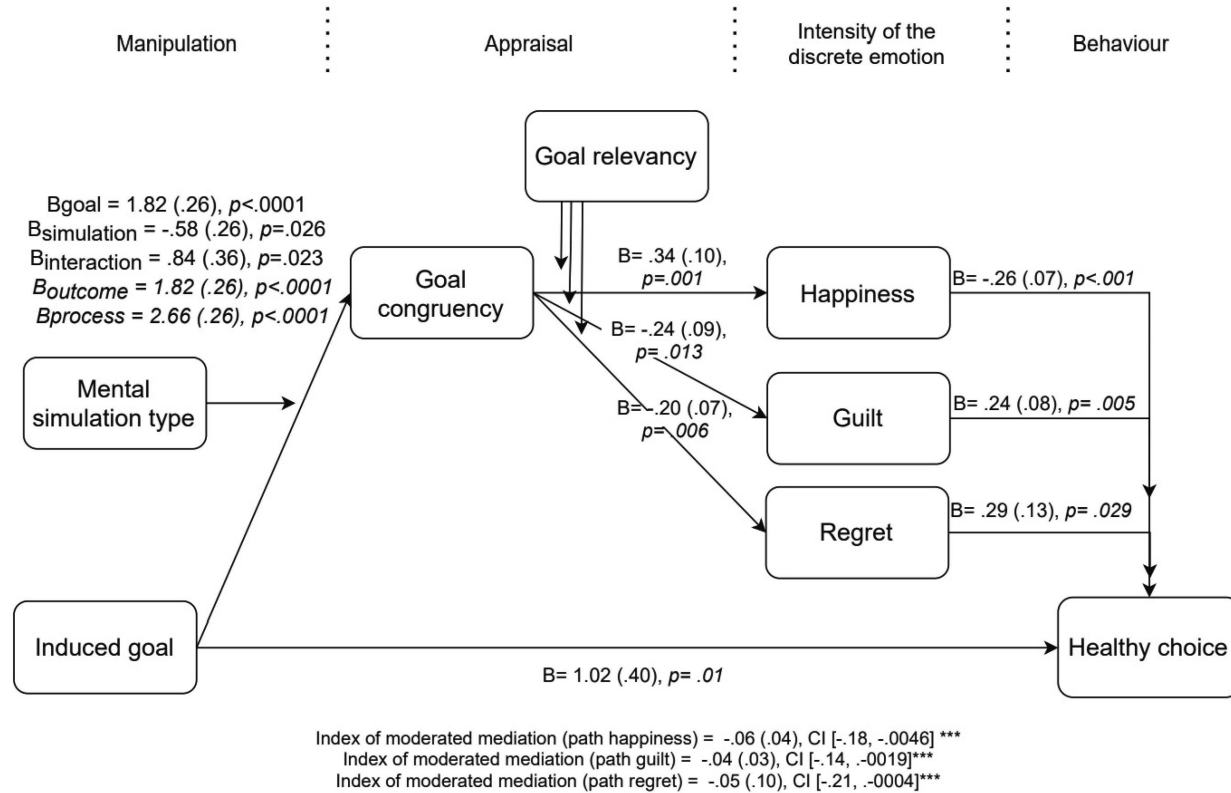 Manipulation
Appraisal
Intensity of the
discrete emotion
Behaviour
Goal relevancy
Bgoal = 1.82 (.26), p<.0001
Bsimulation = -.58 (.26), p=.026
Binteraction = .84 (.36), p=.023
Boutcome = 1.82 (.26), p<.0001
Bprocess = 2.66 (.26), p<.0001
Goal
congruency
B= .34 (.10),
p=.001
Happiness
B= -.26 (.07), p<.001
B= -.24 (.09),
p= .013
Mental
simulation type
B= -.20 (.07),
p= .006
Guilt
B= .24 (.08), p= .005
Regret
B= .29 (.13), p= .029
Induced goal
Healthy choice
B= 1.02 (.40), p= .01
Index of moderated mediation (path happiness) = -.06 (.04), CI [-.18, -.0046] ***
Index of moderated mediation (path guilt) = -.04 (.03), CI [-.14, .-0019]***
Index of moderated mediation (path regret) = -.05 (.10), CI [-.21, .-0004]***